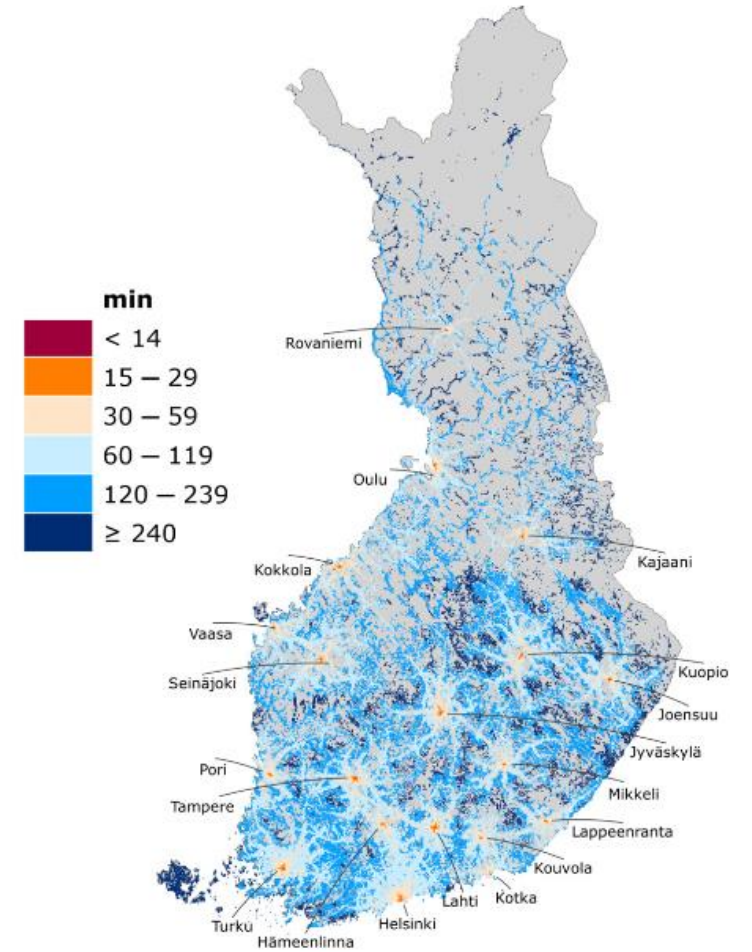 min
< 14
15 – 29
30 – 59
60 – 119
120 – 239
≥ 240
Rovaniemi
Oulu
Kajaani
Kokkola
Vaasa
Seinäjoki
Kuopio
Joensuu
Jyväskylä
Pori
Mikkeli
Tampere
Lappeenranta
Kouvola
Kotka
Lahti
Helsinki
Turku
Hämeenlinna